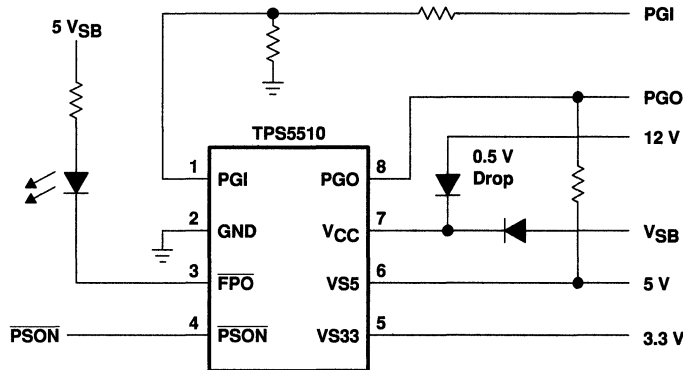 PGI
5 VSB
PGO
TPS5510
12 V
0.5 V
Drop
1 PGI PGO 8
2 GND VCC 7
VSB
3 FPO VS5 6
5 V
PSON 4 PSON VS33 5
3.3 V